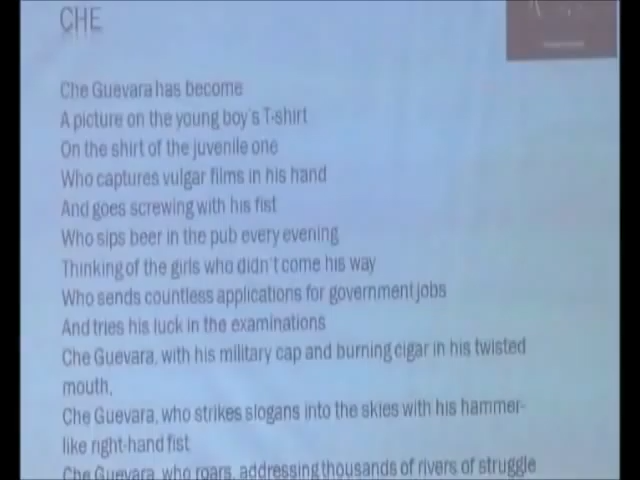 CHE
Che Guevara has become
A picture on the young boy's T-shirt
On the shirt of the juvenile one
Who captures vulgar films in his hand
And goes screwing with his fist
Who sips beer in the pub every evening
Thinking of the girls who didn't come his way
Who sends countless applications for government jobs
And tries his luck in the examinations
Che Guevara, with his military cap and burning cigar in his twisted
mouth,
Che Guevara, who strikes slogans into the skies with his hammer-
like right-hand fist
Che Guevara, who roars, addressing thousands of rivers of struggle